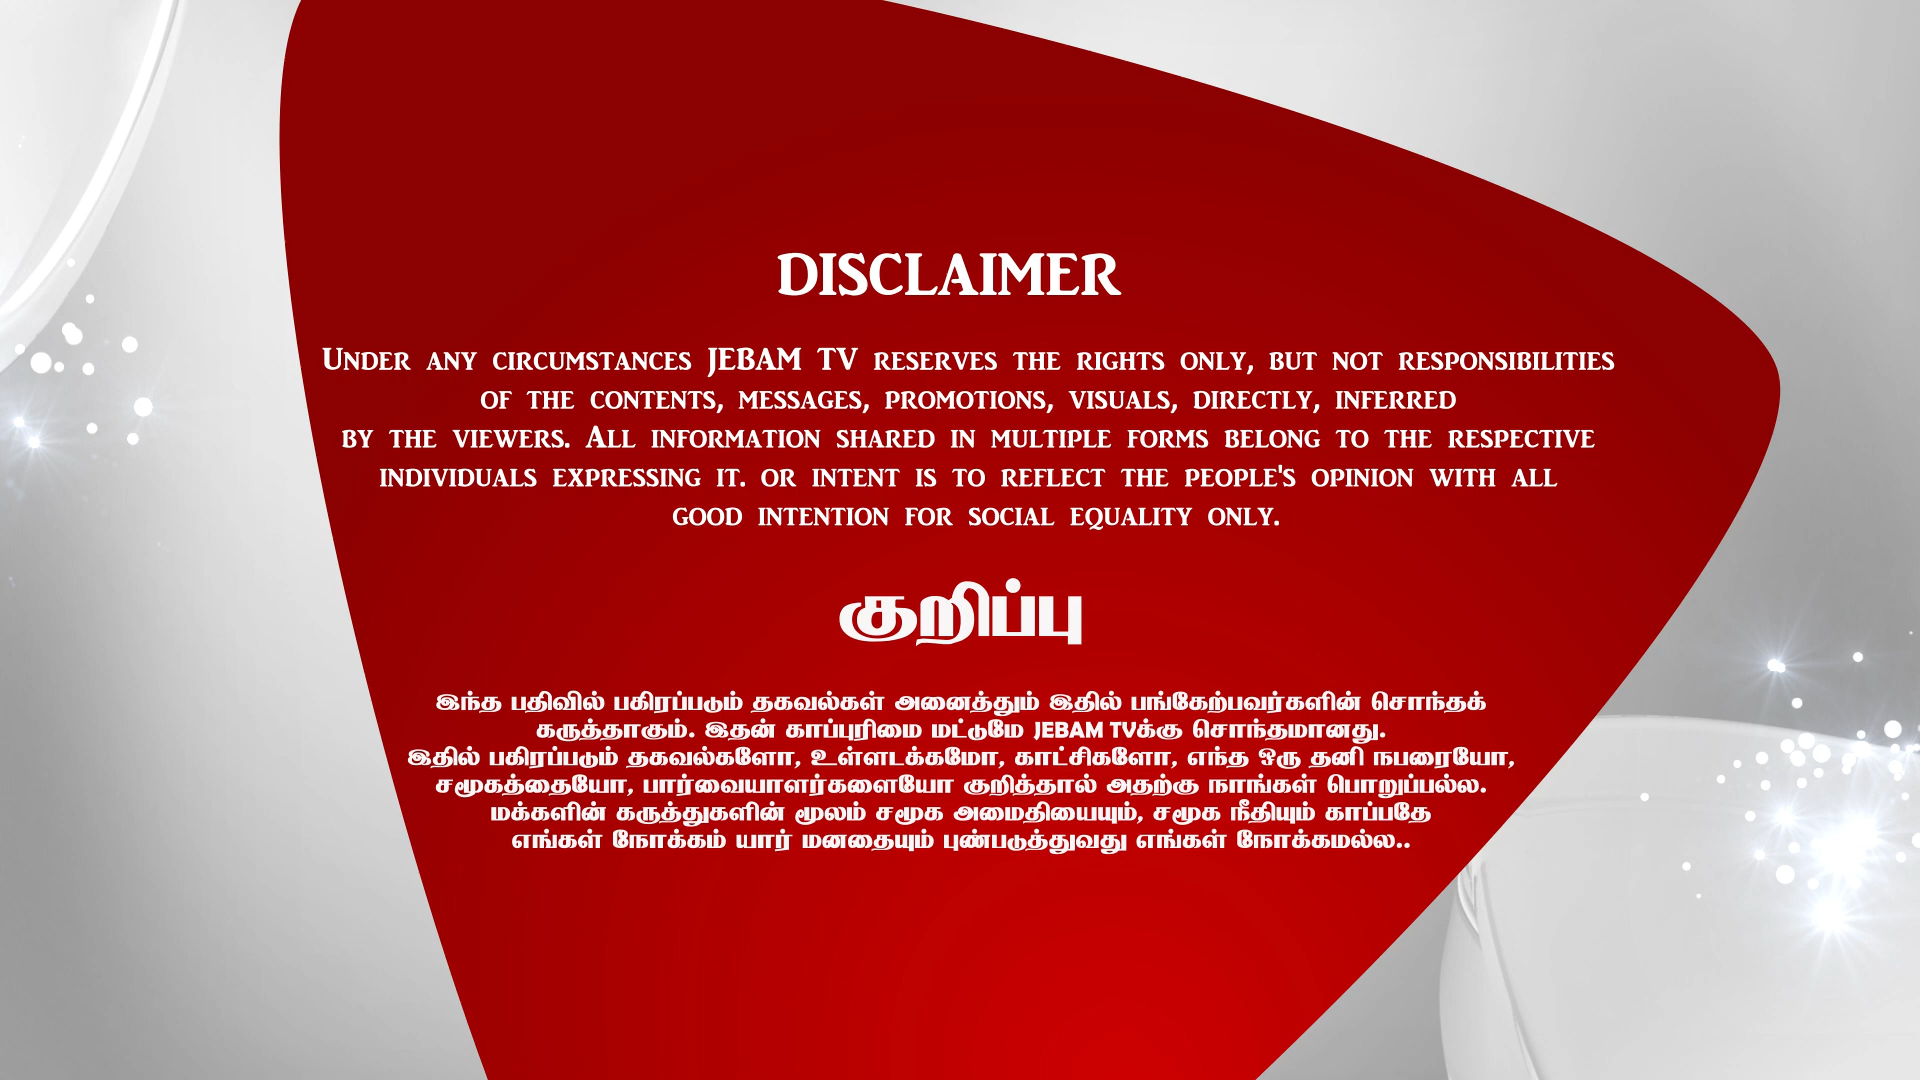 DISCLAIMER
Under any circumstances JEBAM TV reserves the rights only, but not responsibilities
of the contents, messages, promotions, visuals, directly, inferred
by the viewers. All information shared in multiple forms belong to the respective
individuals expressing it. or intent is to reflect the people's opinion with all
good intention for social equality only.
குறிப்பு
இந்த பதிவில் பகிரப்படும் தகவல்கள் அனைத்தும் இதில் பங்கேற்பவர்களின் சொந்தக்
கருத்தாகும். இதன் காப்புரிமை மட்டுமே JEBAM TVக்கு சொந்தமானது.
இதில் பகிரப்படும் தகவல்களோ, உள்ளடக்கமோ, காட்சிகளோ, எந்த ஒரு தனி நபரையோ,
சமூகத்தையோ, பார்வையாளர்களையோ குறித்தால் அதற்கு நாங்கள் பொறுப்பல்ல.
மக்களின் கருத்துகளின் மூலம் சமூக அமைதியையும், சமூக நீதியும் காப்பதே
எங்கள் நோக்கம் யார் மனதையும் புண்படுத்துவது எங்கள் நோக்கமல்ல..